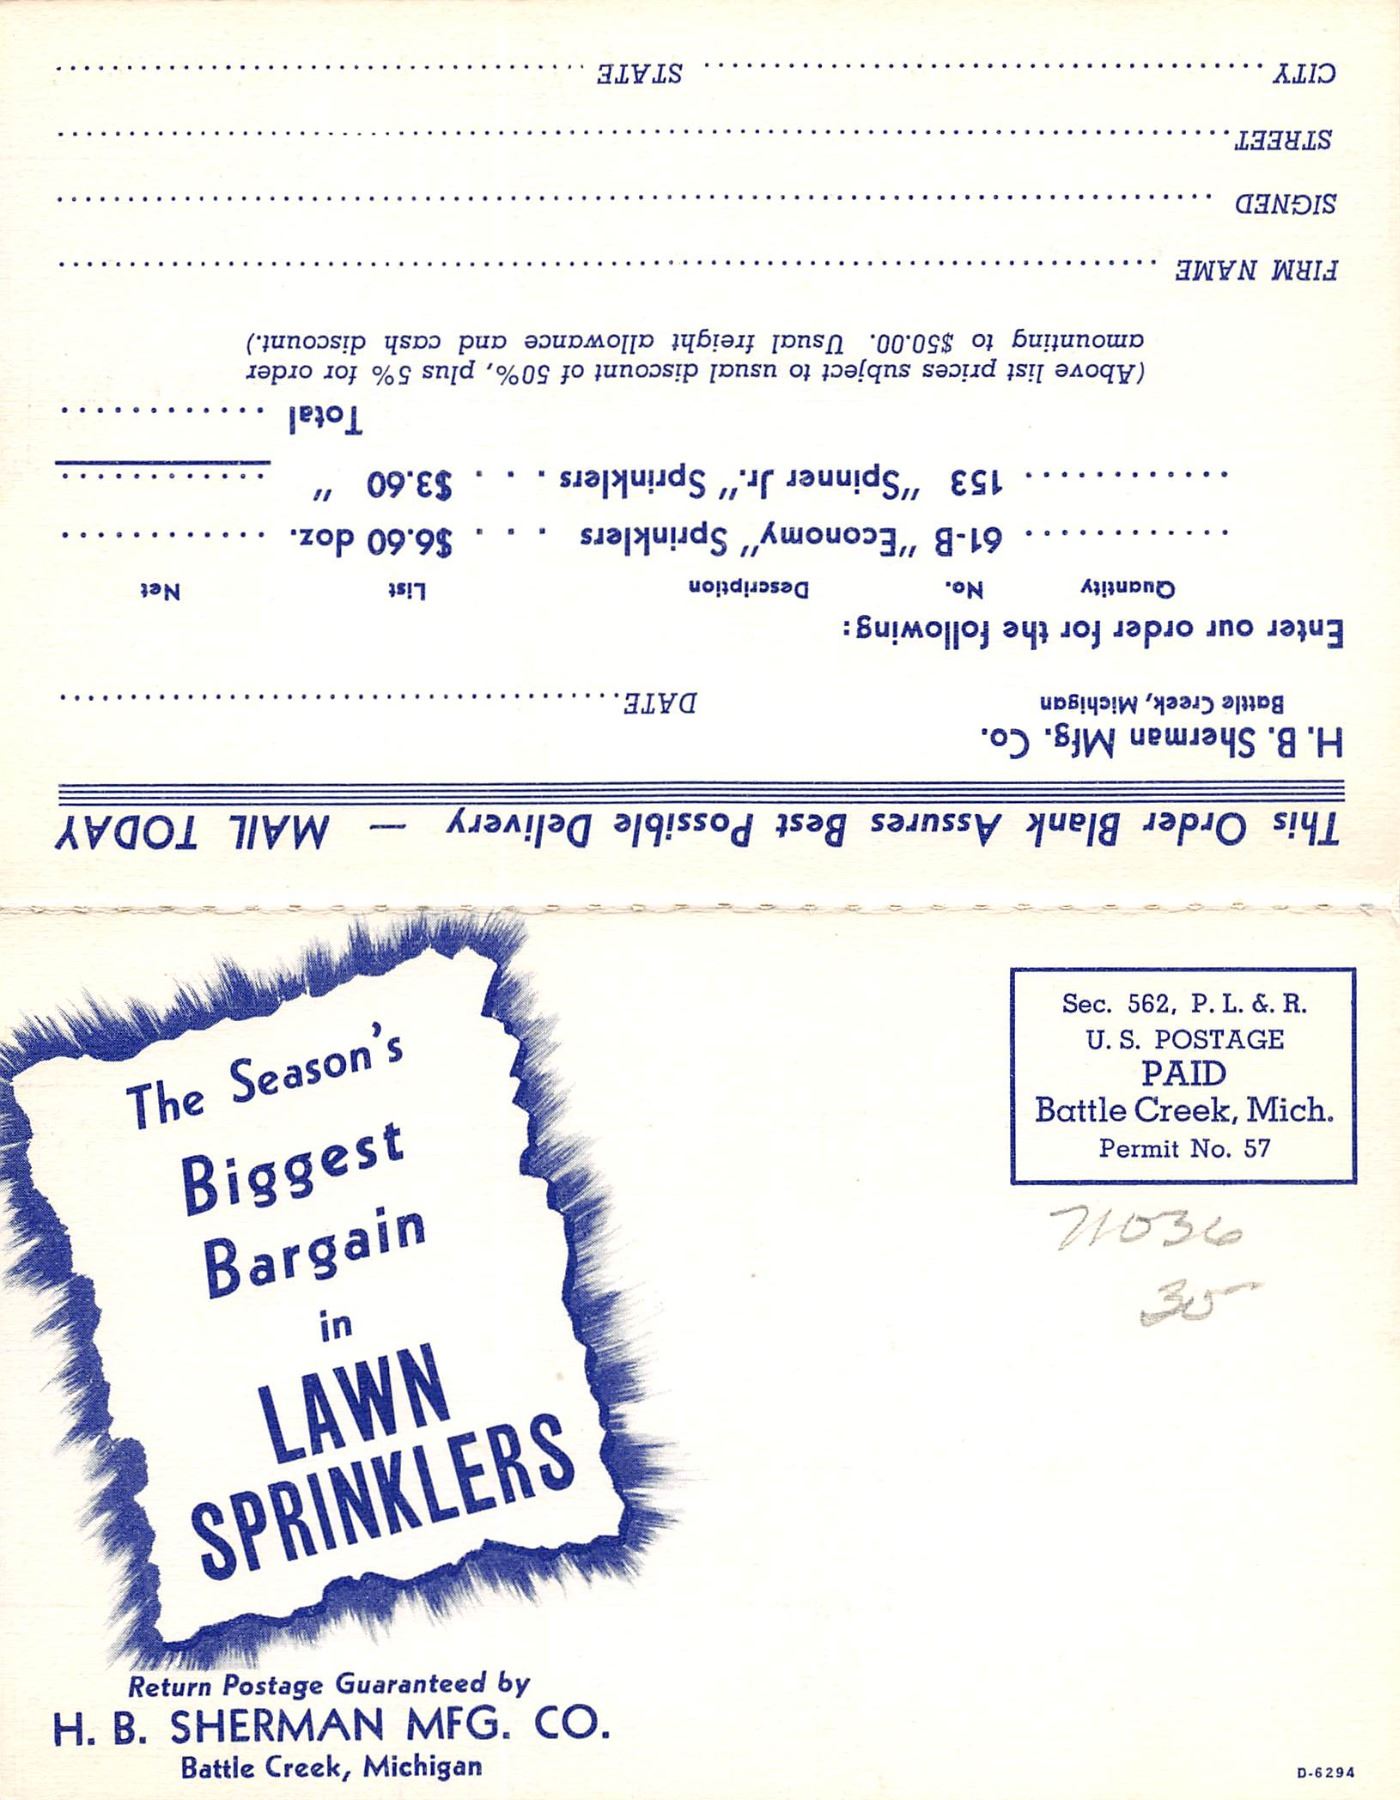 This Order Blank Assures Best Possible Delivery — MAIL TODAY
H. B. Sherman Mfg. Co.
Battle Creek, Michigan
DATE
Enter our order for the following:
Quantity No. Description List Net
61-B "Economy" Sprinklers . . . $6.60 doz.
153 "Spinner Jr." Sprinklers . . . $3.60 "
Total
(Above list prices subject to usual discount of 50%, plus 5% for order
amounting to $50.00. Usual freight allowance and cash discount.)
FIRM NAME
SIGNED
STREET
CITY STATE
The Season's
Biggest
Bargain
in
LAWN
SPRINKLERS
Return Postage Guaranteed by
H. B. SHERMAN MFG. CO.
Battle Creek, Michigan
Sec. 562, P. L. & R.
U. S. POSTAGE
PAID
Battle Creek, Mich.
Permit No. 57
71036
D-6294